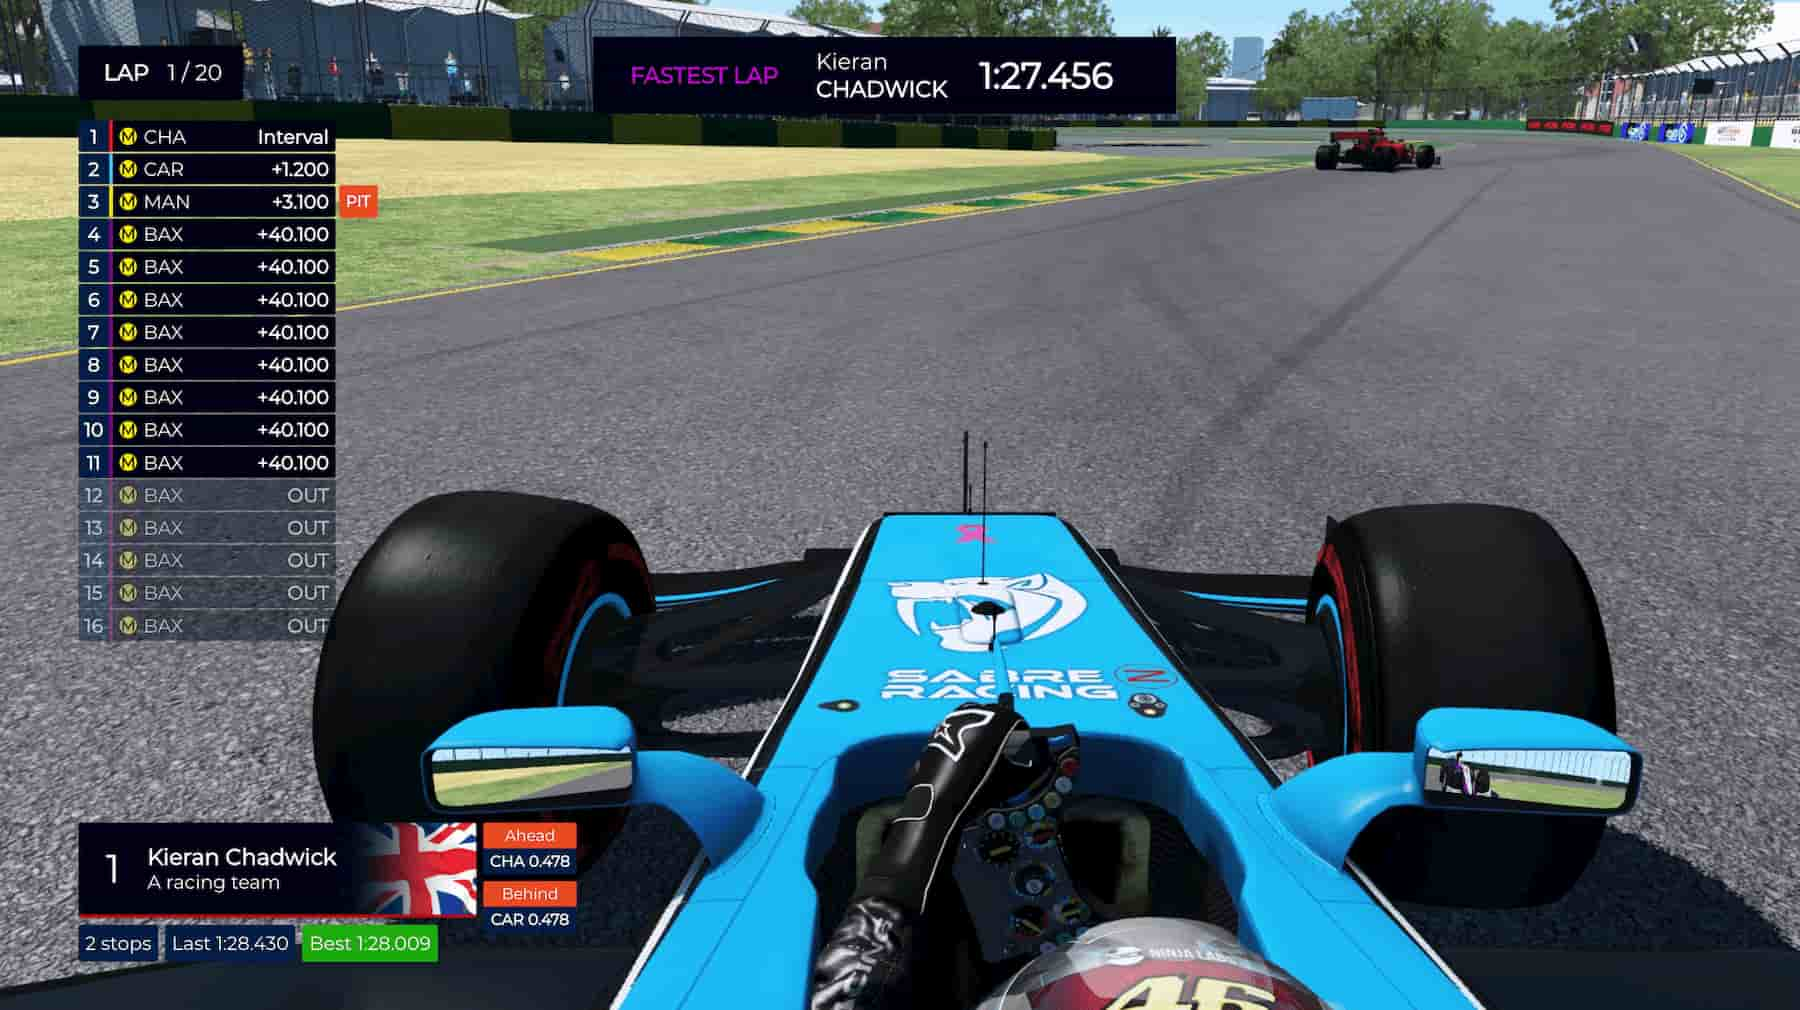 LAP 1 / 20
FASTEST LAP
Kieran
CHADWICK
1:27.456
1 M CHA Interval
2 M CAR +1.200
3 M MAN +3.100 PIT
4 M BAX +40.100
5 M BAX +40.100
6 M BAX +40.100
7 M BAX +40.100
8 M BAX +40.100
9 M BAX +40.100
10 M BAX +40.100
11 M BAX +40.100
12 M BAX OUT
13 M BAX OUT
14 M BAX OUT
15 M BAX OUT
16 M BAX OUT
SABRE
RACING
Z
1
Kieran Chadwick
A racing team
Ahead
CHA 0.478
Behind
CAR 0.478
2 stops Last 1:28.430 Best 1:28.009
NINJA LABS
46